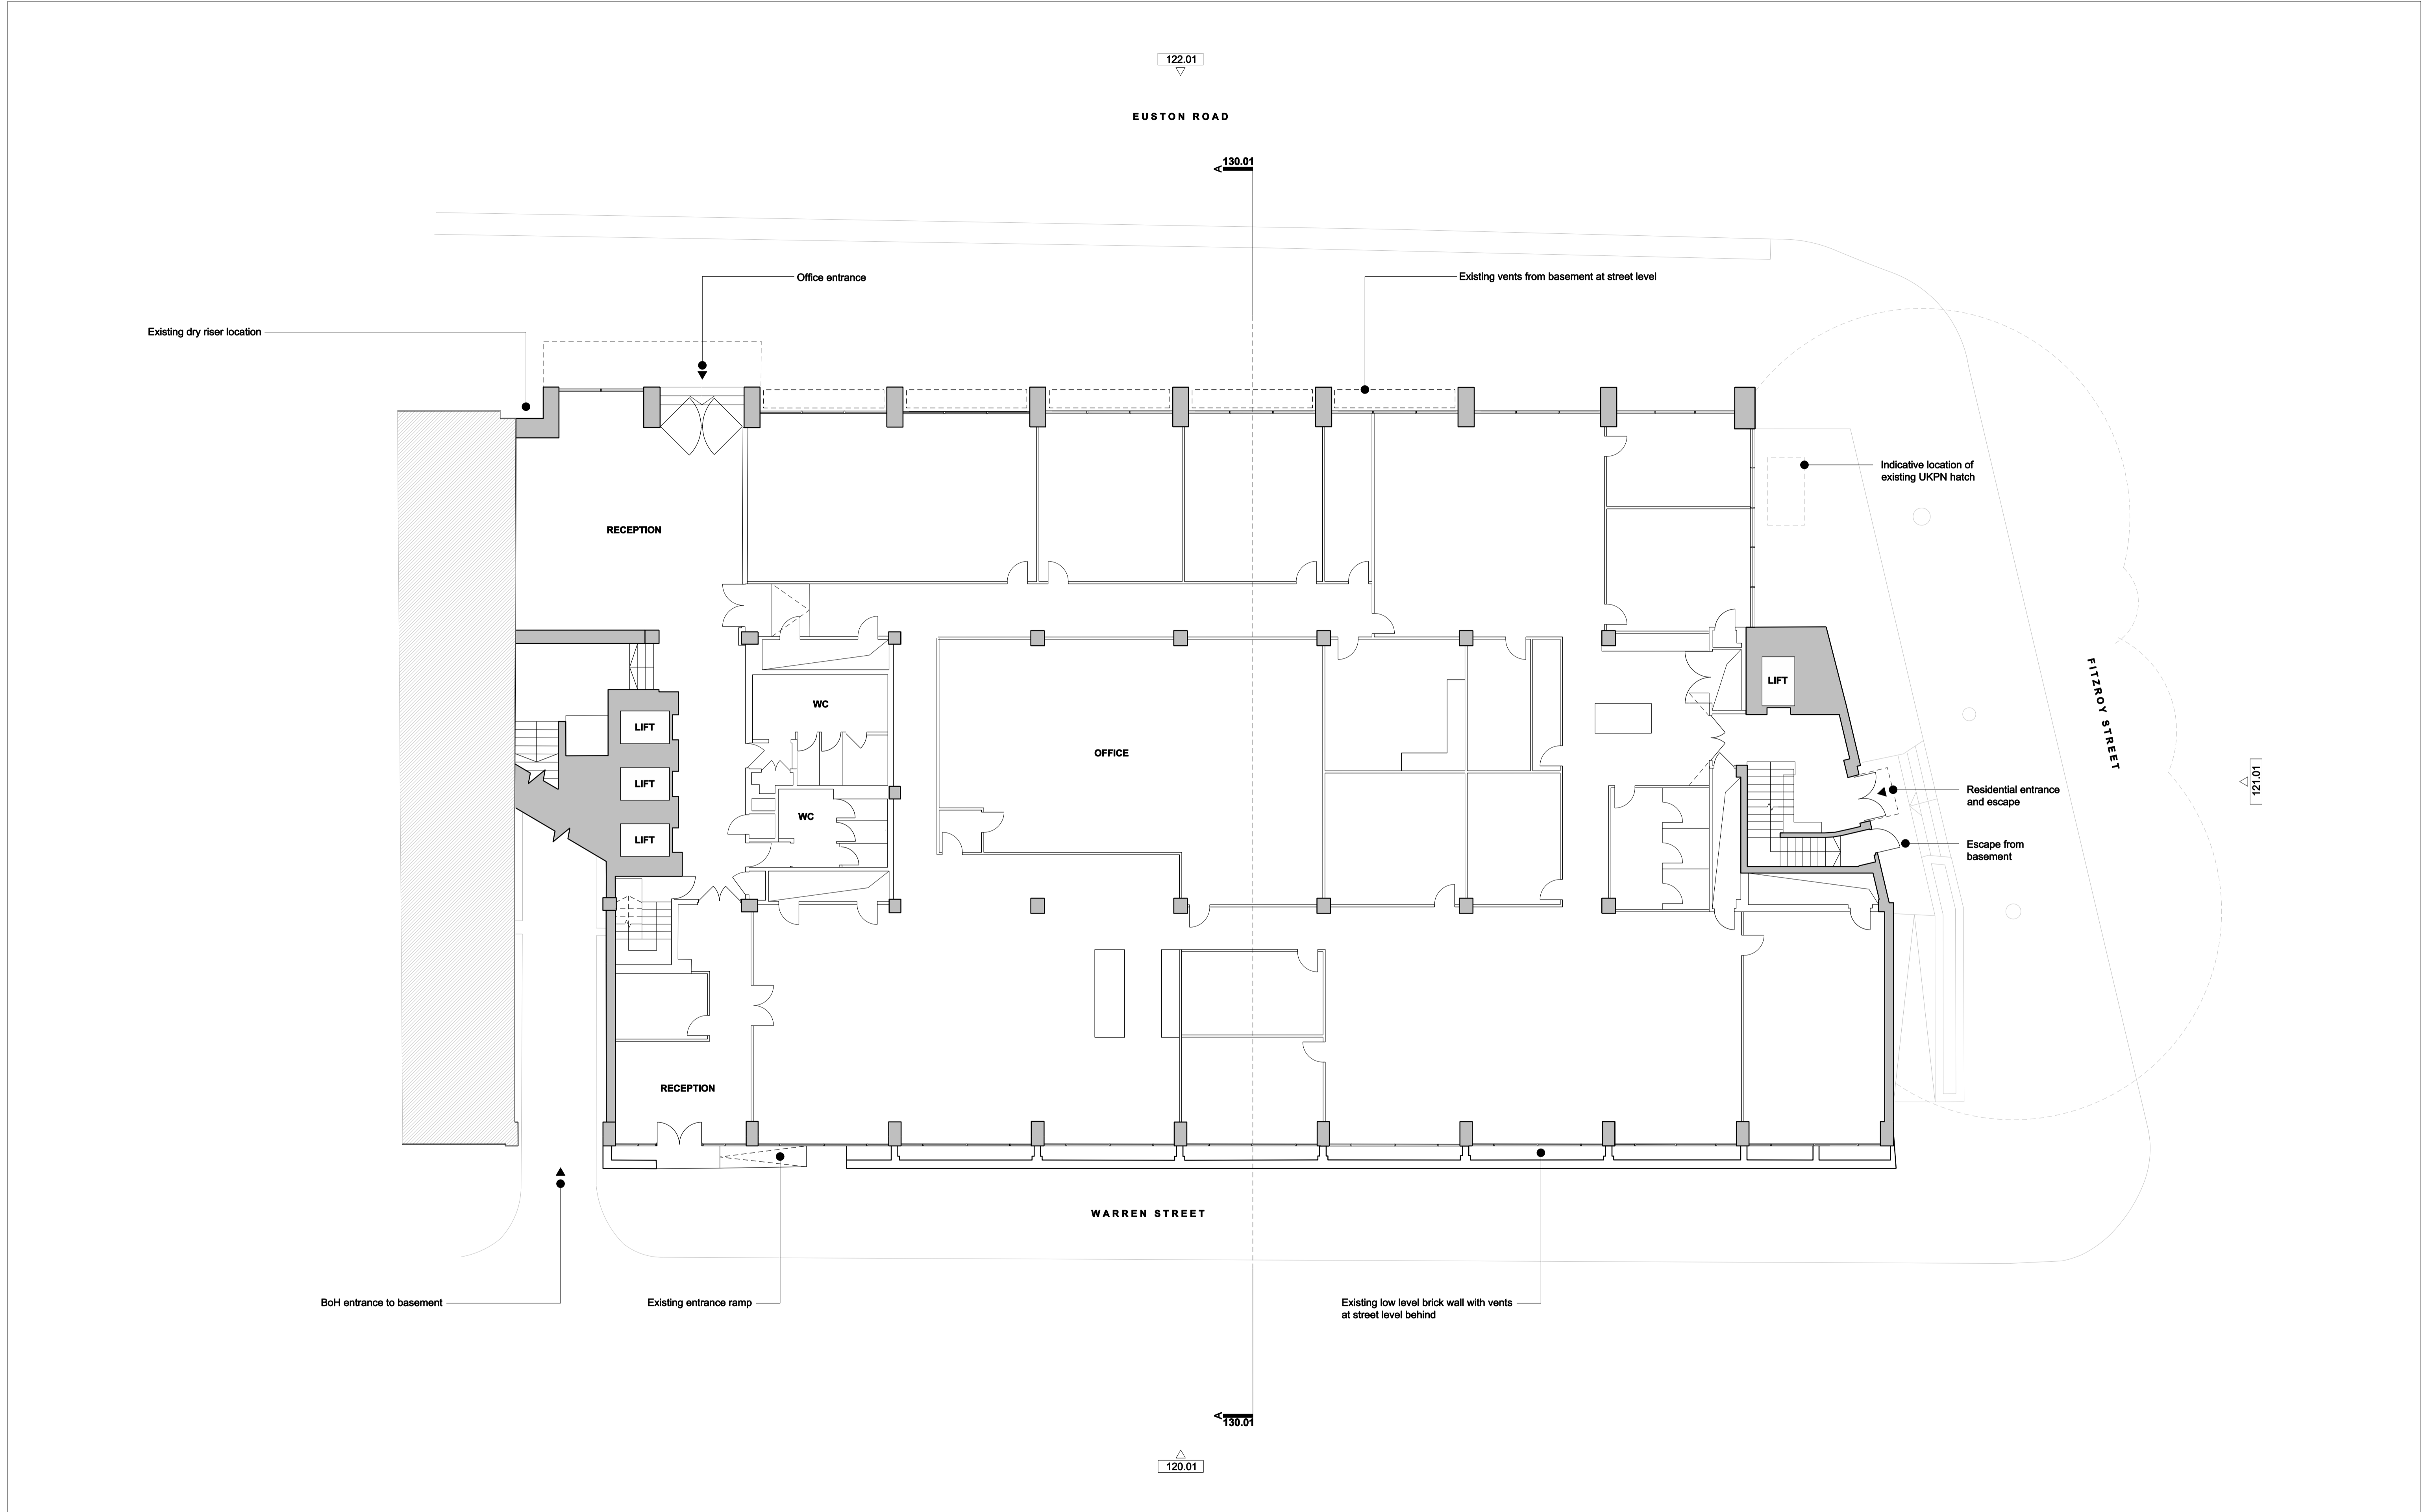 122.01
EUSTON ROAD
130.01
A
Office entrance
Existing vents from basement at street level
Existing dry riser location
Indicative location of
existing UKPN hatch
RECEPTION
FITZROY STREET
LIFT
WC
LIFT
OFFICE
LIFT
121.01
Residential entrance
and escape
WC
LIFT
Escape from
basement
RECEPTION
WARREN STREET
BoH entrance to basement
Existing entrance ramp
Existing low level brick wall with vents
at street level behind
A
130.01
120.01